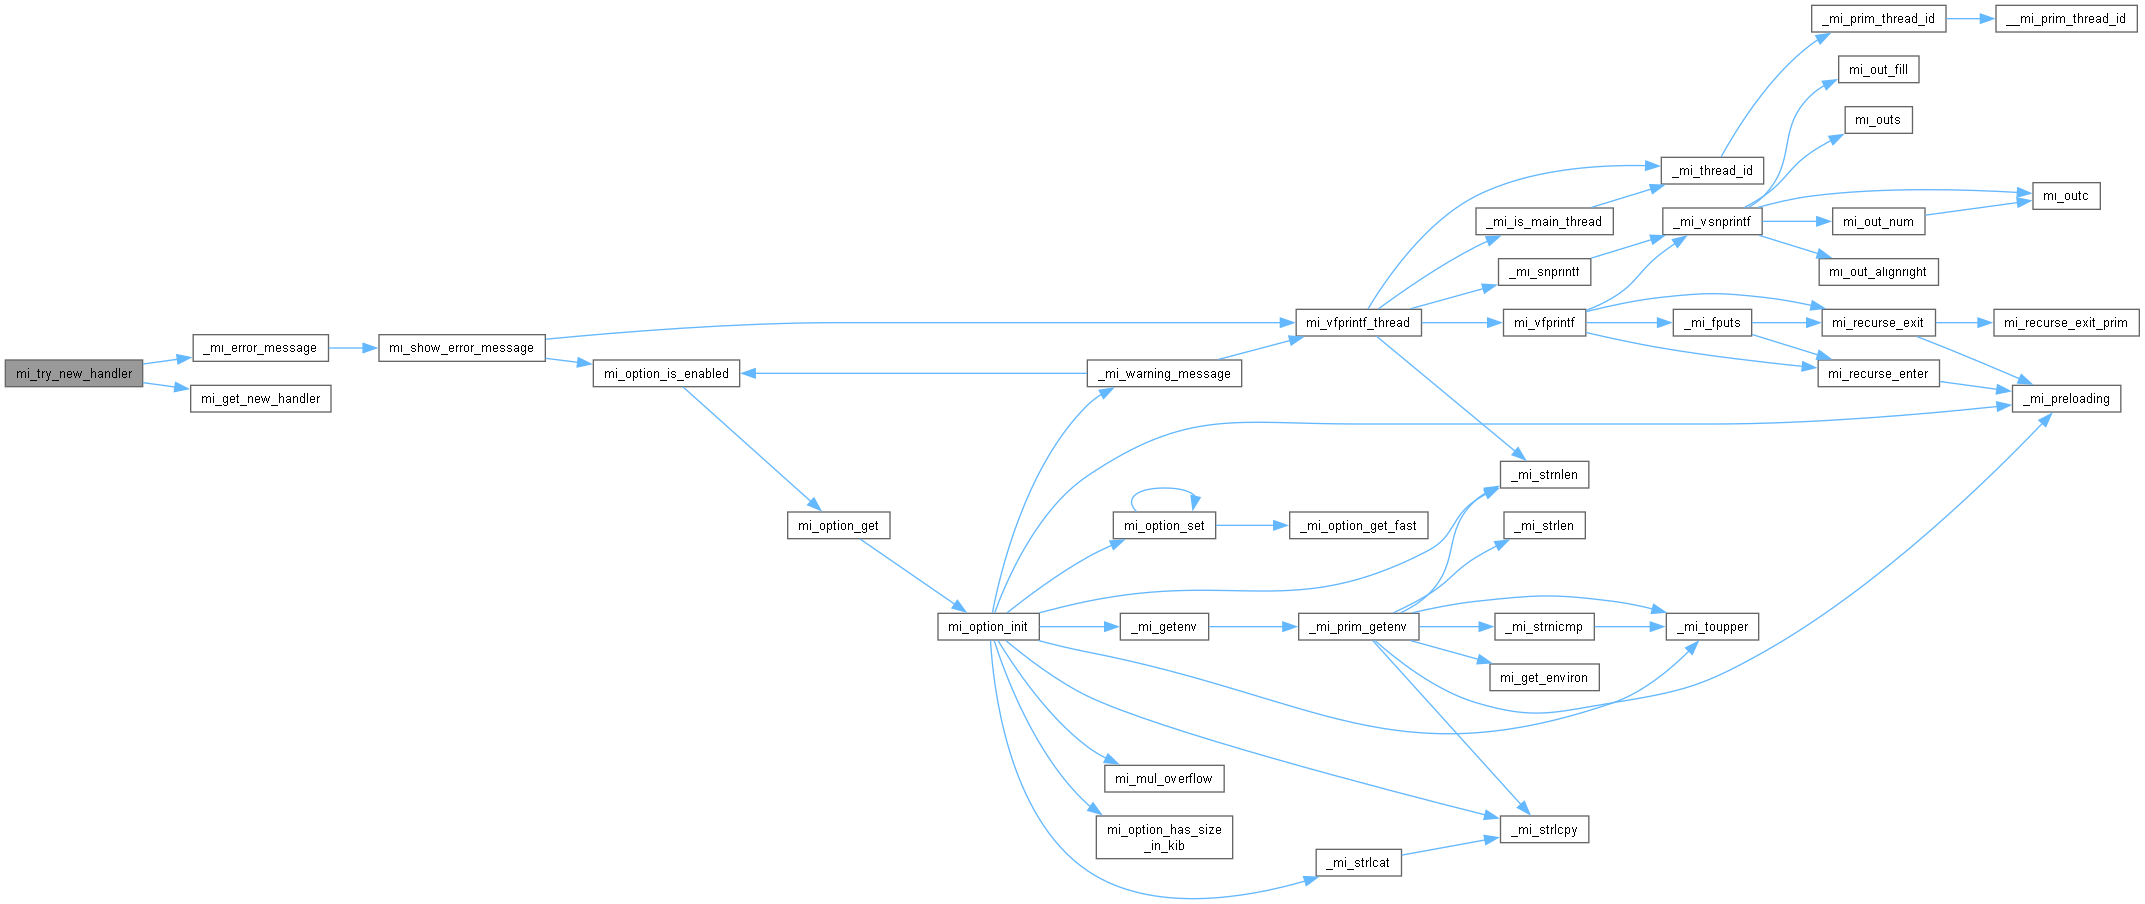 _mi_prim_thread_id
__mi_prim_thread_id
mi_out_fill
mi_outs
_mi_thread_id
mi_outc
_mi_is_main_thread
_mi_vsnprintf
mi_out_num
_mi_snprintf
mi_out_alignright
mi_vfprintf_thread
mi_vfprintf
_mi_fputs
mi_recurse_exit
mi_recurse_exit_prim
_mi_error_message
mi_show_error_message
mi_try_new_handler
mi_option_is_enabled
_mi_warning_message
mi_recurse_enter
mi_get_new_handler
_mi_preloading
_mi_strnlen
mi_option_get
mi_option_set
_mi_option_get_fast
_mi_strlen
mi_option_init
_mi_getenv
_mi_prim_getenv
_mi_strnicmp
_mi_toupper
mi_get_environ
mi_mul_overflow
mi_option_has_size
_in_kib
_mi_strlcpy
_mi_strlcat